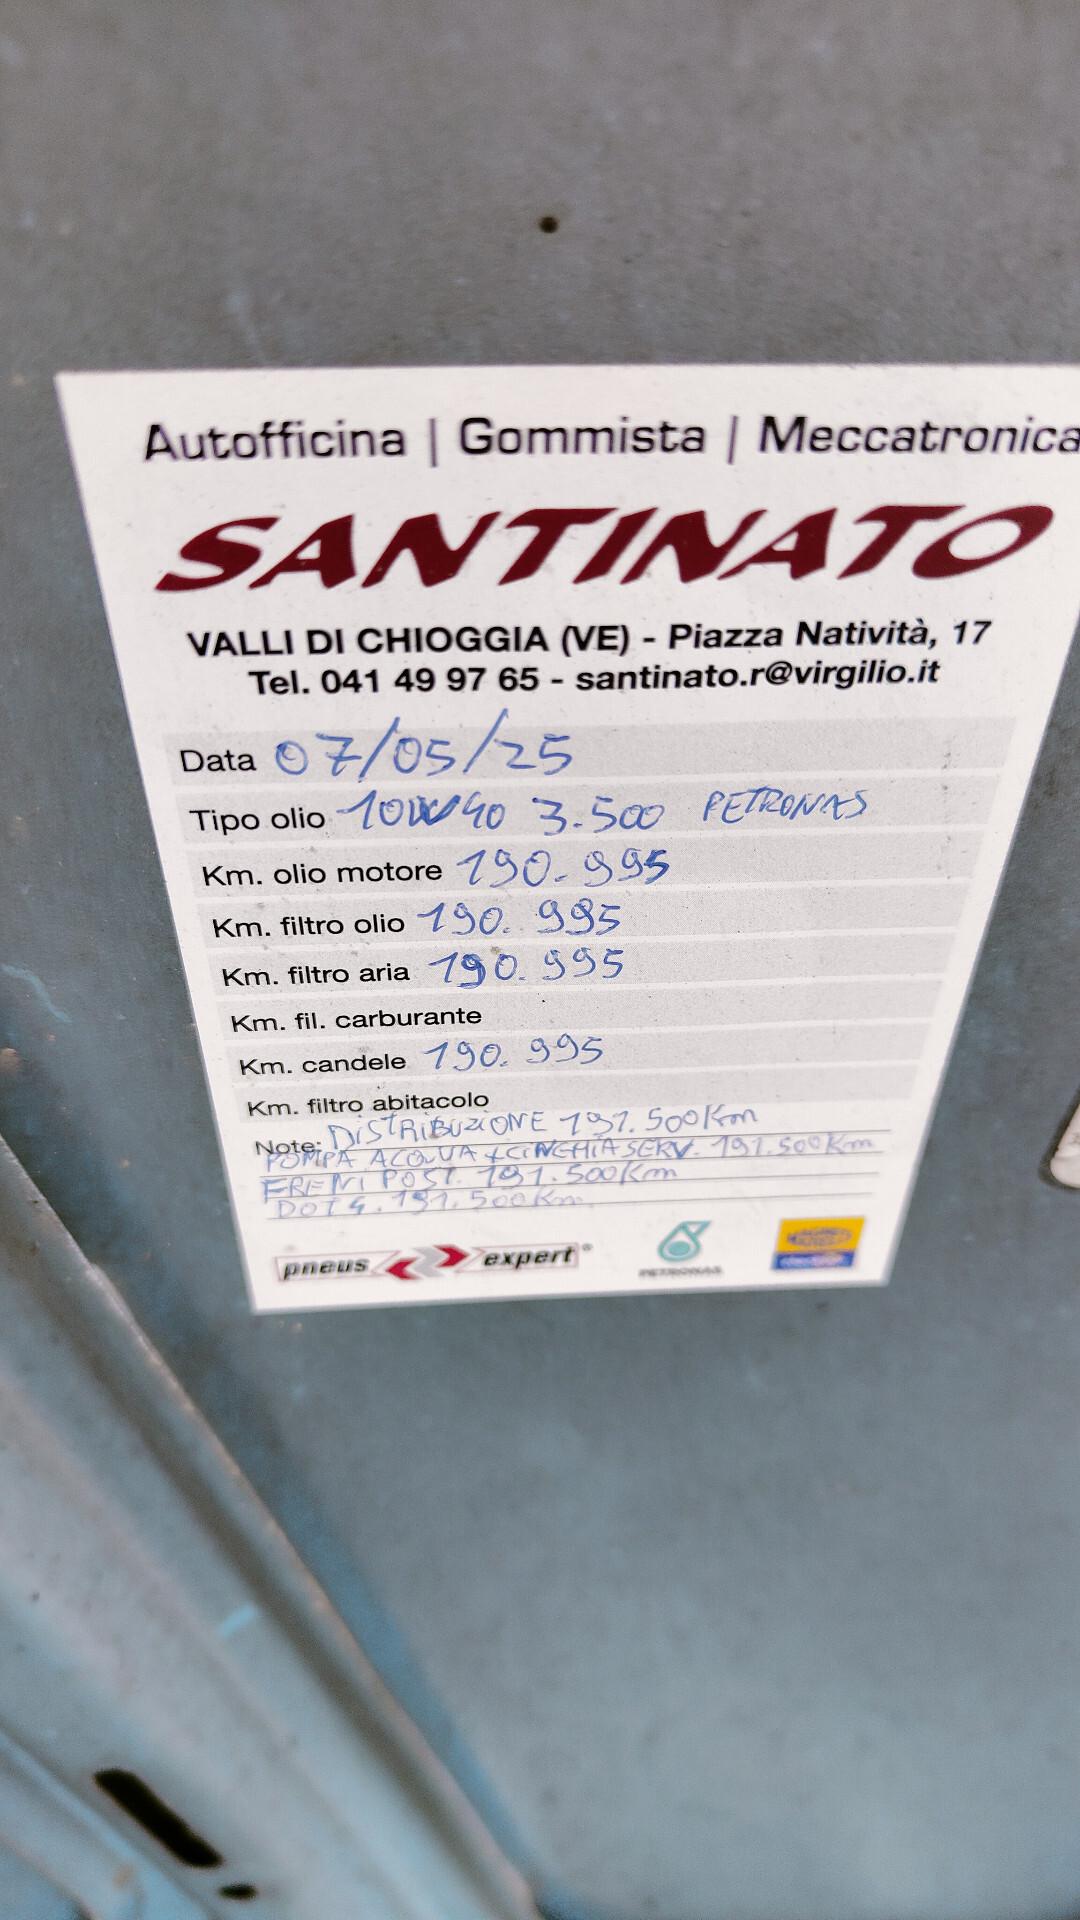 Autofficina | Gommista | Meccatronica
SANTINATO
VALLI DI CHIOGGIA (VE) - Piazza Natività, 17
Tel. 041 49 97 65 - santinato.r@virgilio.it
Data 07/05/25
Tipo olio 10W40 3.500 PETRONAS
Km. olio motore 190.995
Km. filtro olio 190.995
Km. filtro aria 190.995
Km. fil. carburante
Km. candele 190.995
Km. filtro abitacolo
Note: DISTRIBUZIONE 191.500Km
POMPA ACQUA + CINGHIA SERV. 191.500Km
FRENI POST. 191.500Km
DOT 4. 191.500Km
pneus expert®
PETRONAS